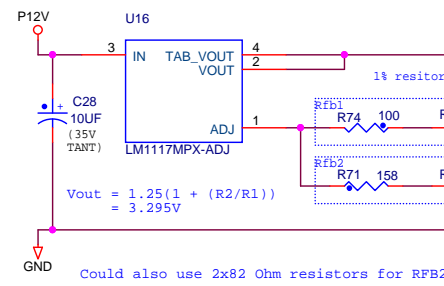 P12V
U16
3
IN
TAB_VOUT
VOUT
4
2
1% resitor
C28
+
10UF
(35V
TANT)
ADJ
1
LM1117MPX-ADJ
Rfb1
R74
100
R
Rfb2
R71
158
R
Vout = 1.25(1 + (R2/R1))
= 3.295V
GND
Could also use 2x82 Ohm resistors for RFB2